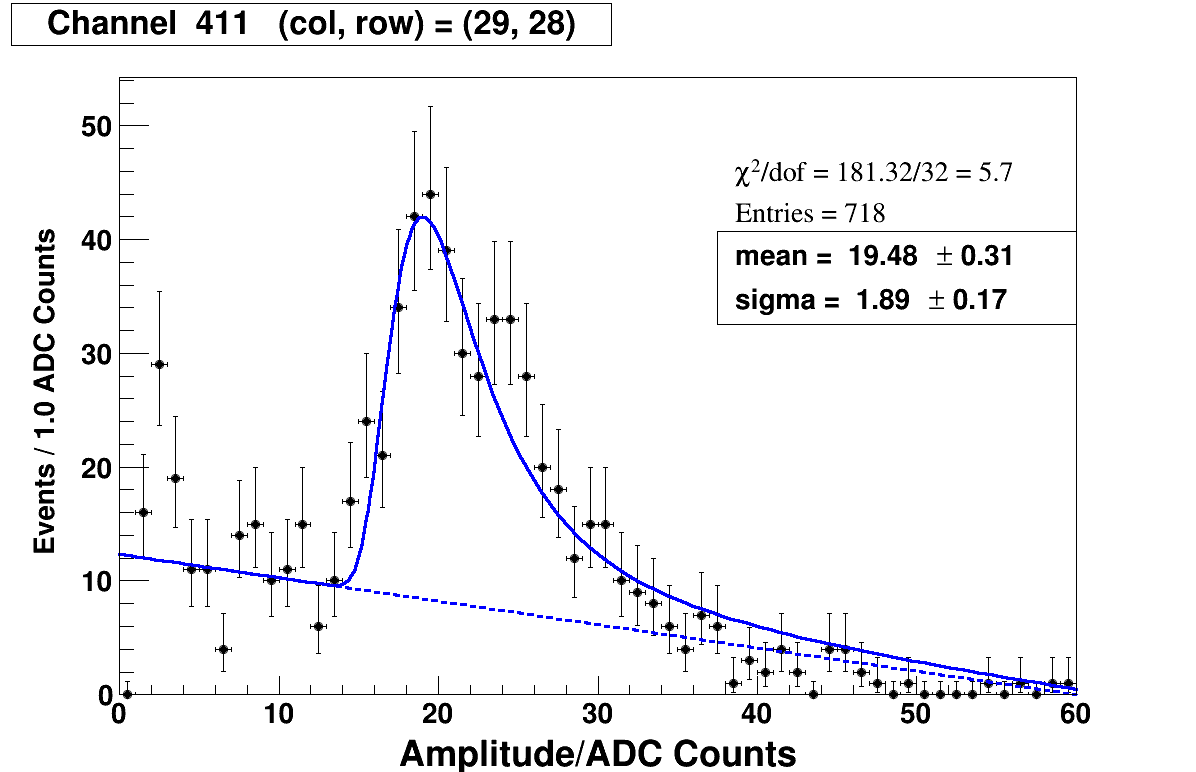 Channel 411 (col, row) = (29, 28)
50
40
30
20
10
0
Events / 1.0 ADC Counts
χ²/dof = 181.32/32 = 5.7
Entries = 718
mean = 19.48 ± 0.31
sigma = 1.89 ± 0.17
0 10 20 30 40 50 60
Amplitude/ADC Counts